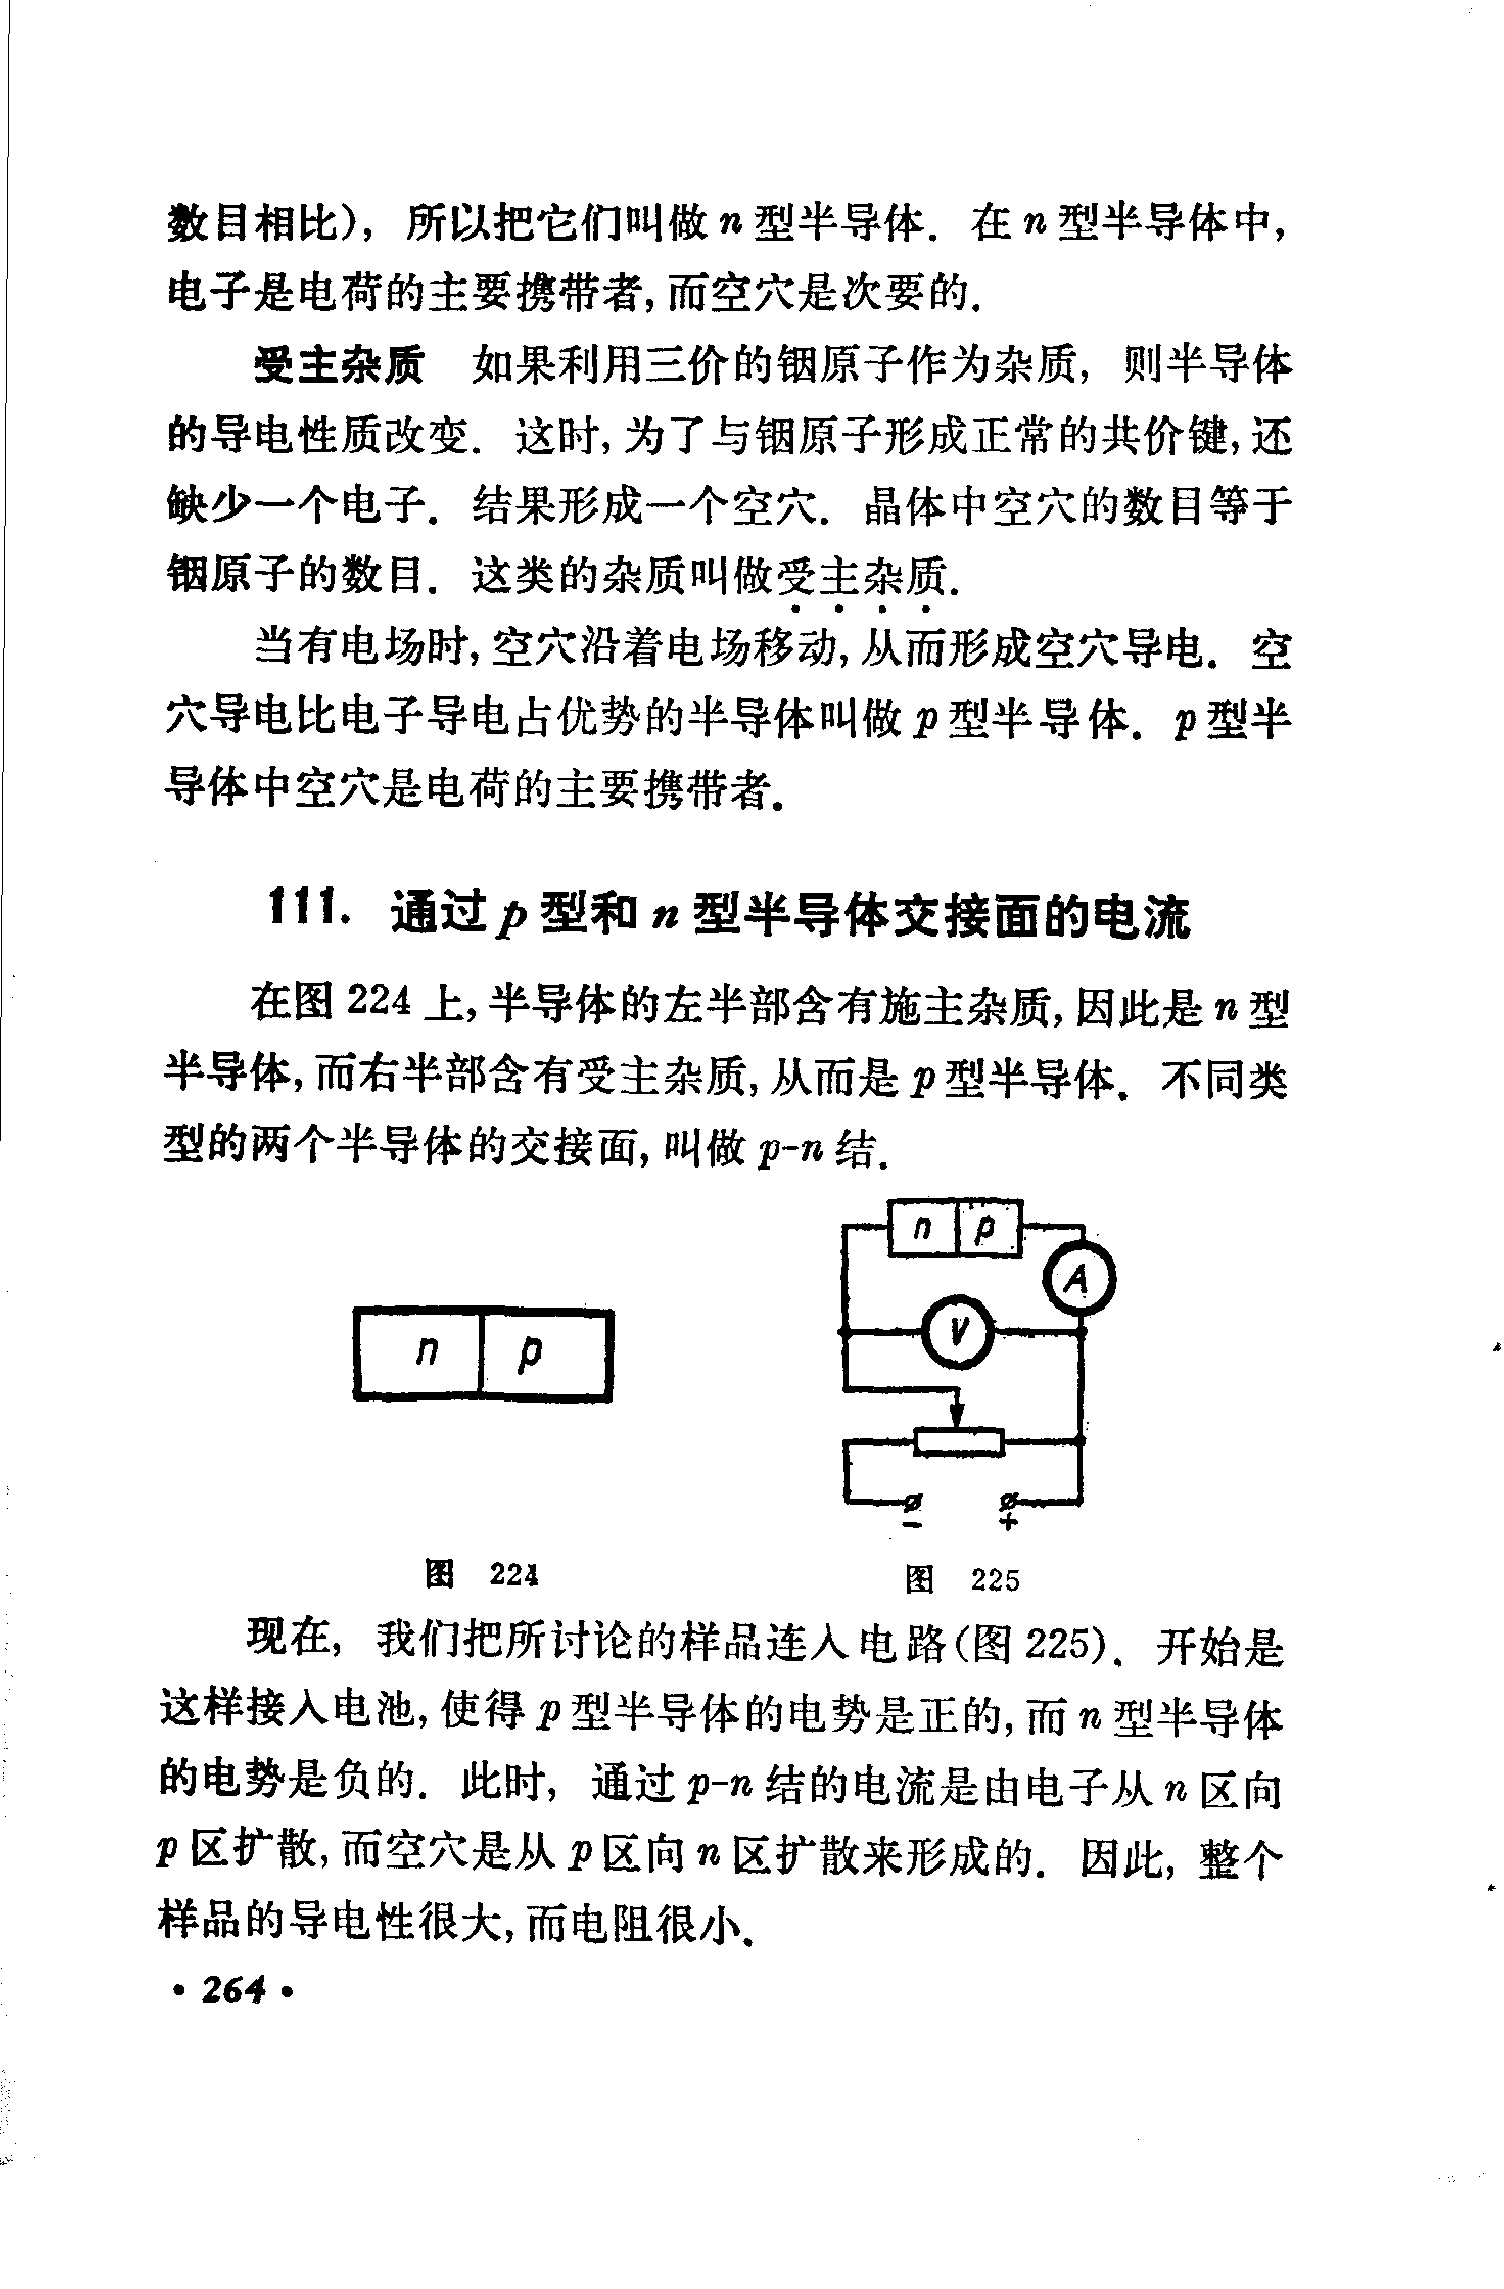 数目相比)，所以把它们叫做 n 型半导体．在 n 型半导体中，
电子是电荷的主要携带者，而空穴是次要的．
受主杂质　如果利用三价的铟原子作为杂质，则半导体
的导电性质改变．这时，为了与铟原子形成正常的共价键，还
缺少一个电子．结果形成一个空穴．晶体中空穴的数目等于
铟原子的数目．这类的杂质叫做受主杂质．
当有电场时，空穴沿着电场移动，从而形成空穴导电．空
穴导电比电子导电占优势的半导体叫做 p 型半导体．p 型半
导体中空穴是电荷的主要携带者．
111．通过 p 型和 n 型半导体交接面的电流
在图 224 上，半导体的左半部含有施主杂质，因此是 n 型
半导体，而右半部含有受主杂质，从而是 p 型半导体．不同类
型的两个半导体的交接面，叫做 p-n 结．
n p
n p
A
V
− +
图 224
图 225
现在，我们把所讨论的样品连入电路(图 225)．开始是
这样接入电池，使得 p 型半导体的电势是正的，而 n 型半导体
的电势是负的．此时，通过 p-n 结的电流是由电子从 n 区向
p 区扩散，而空穴是从 p 区向 n 区扩散来形成的．因此，整个
样品的导电性很大，而电阻很小．
• 264 •